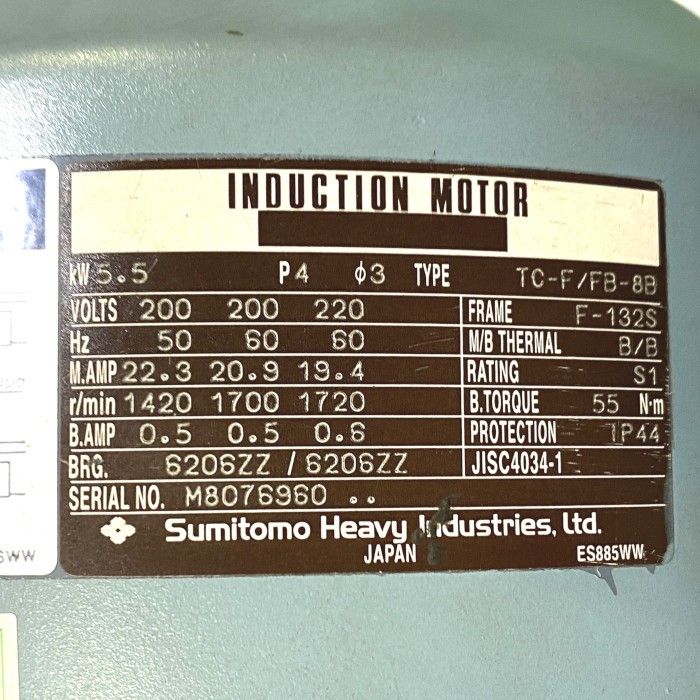 INDUCTION MOTOR
kW 5.5 P 4 ϕ3 TYPE TC-F/FB-8B
VOLTS 200 200 220 FRAME F-132S
Hz 50 60 60 M/B THERMAL B/B
M.AMP 22.3 20.9 19.4 RATING S1
r/min 1420 1700 1720 B.TORQUE 55 N·m
B.AMP 0.5 0.5 0.6 PROTECTION IP44
BRG. 6206ZZ / 6206ZZ JISC4034-1
SERIAL NO. M8076960 ..
Sumitomo Heavy Industries, Ltd.
JAPAN ES885WW